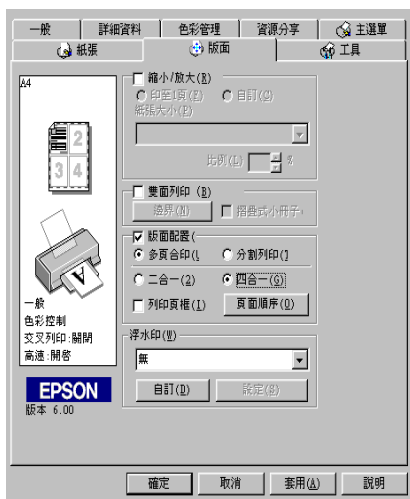 一般 詳細資料 色彩管理 資源分享 主選單
紙張 版面 工具
A4
2
3 4
縮小/放大(R)
印至1頁(F) 自訂(C)
紙張大小(P)
比例(L) %
雙面列印 (B)
邊界(N) 摺疊式小冊子
版面配置(
多頁合印( 分割列印(
二合一(2) 四合一(G)
列印頁框(I) 頁面順序(O)
一般
色彩控制
交叉列印:關閉
高速:開啓
浮水印(W)
無
自訂(D) 設定(S)
EPSON
版本 6.00
確定 取消 套用(A) 說明